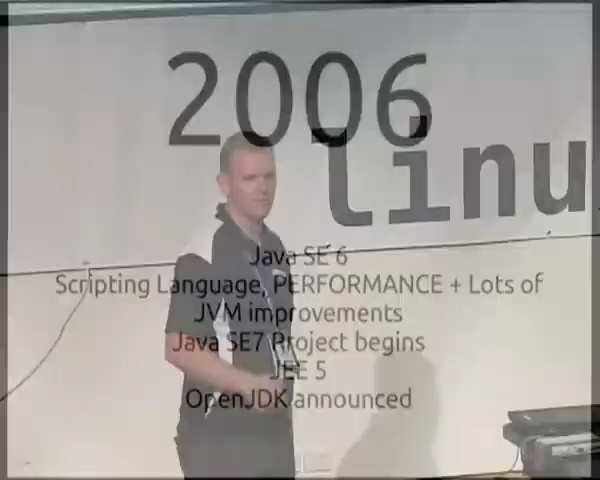 2006
linu
Java SE 6
Scripting Language, PERFORMANCE + Lots of
JVM improvements
Java SE7 Project begins
JEE 5
OpenJDK announced